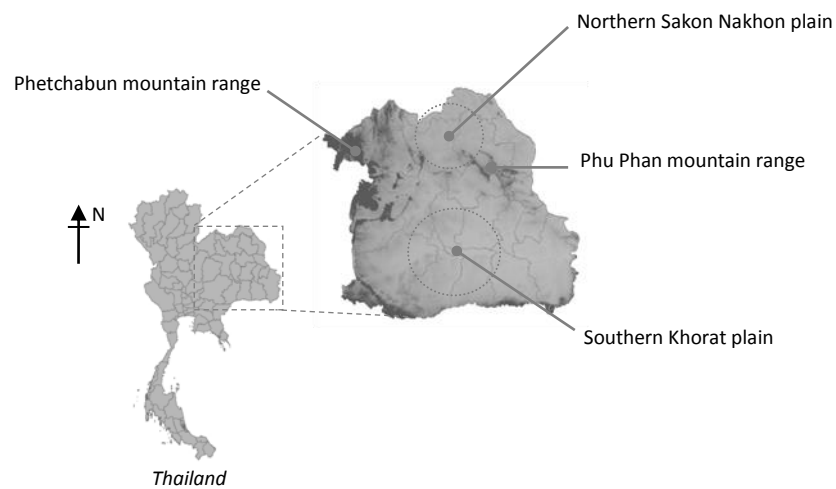 Northern Sakon Nakhon plain
Phetchabun mountain range
Phu Phan mountain range
N
Southern Khorat plain
Thailand